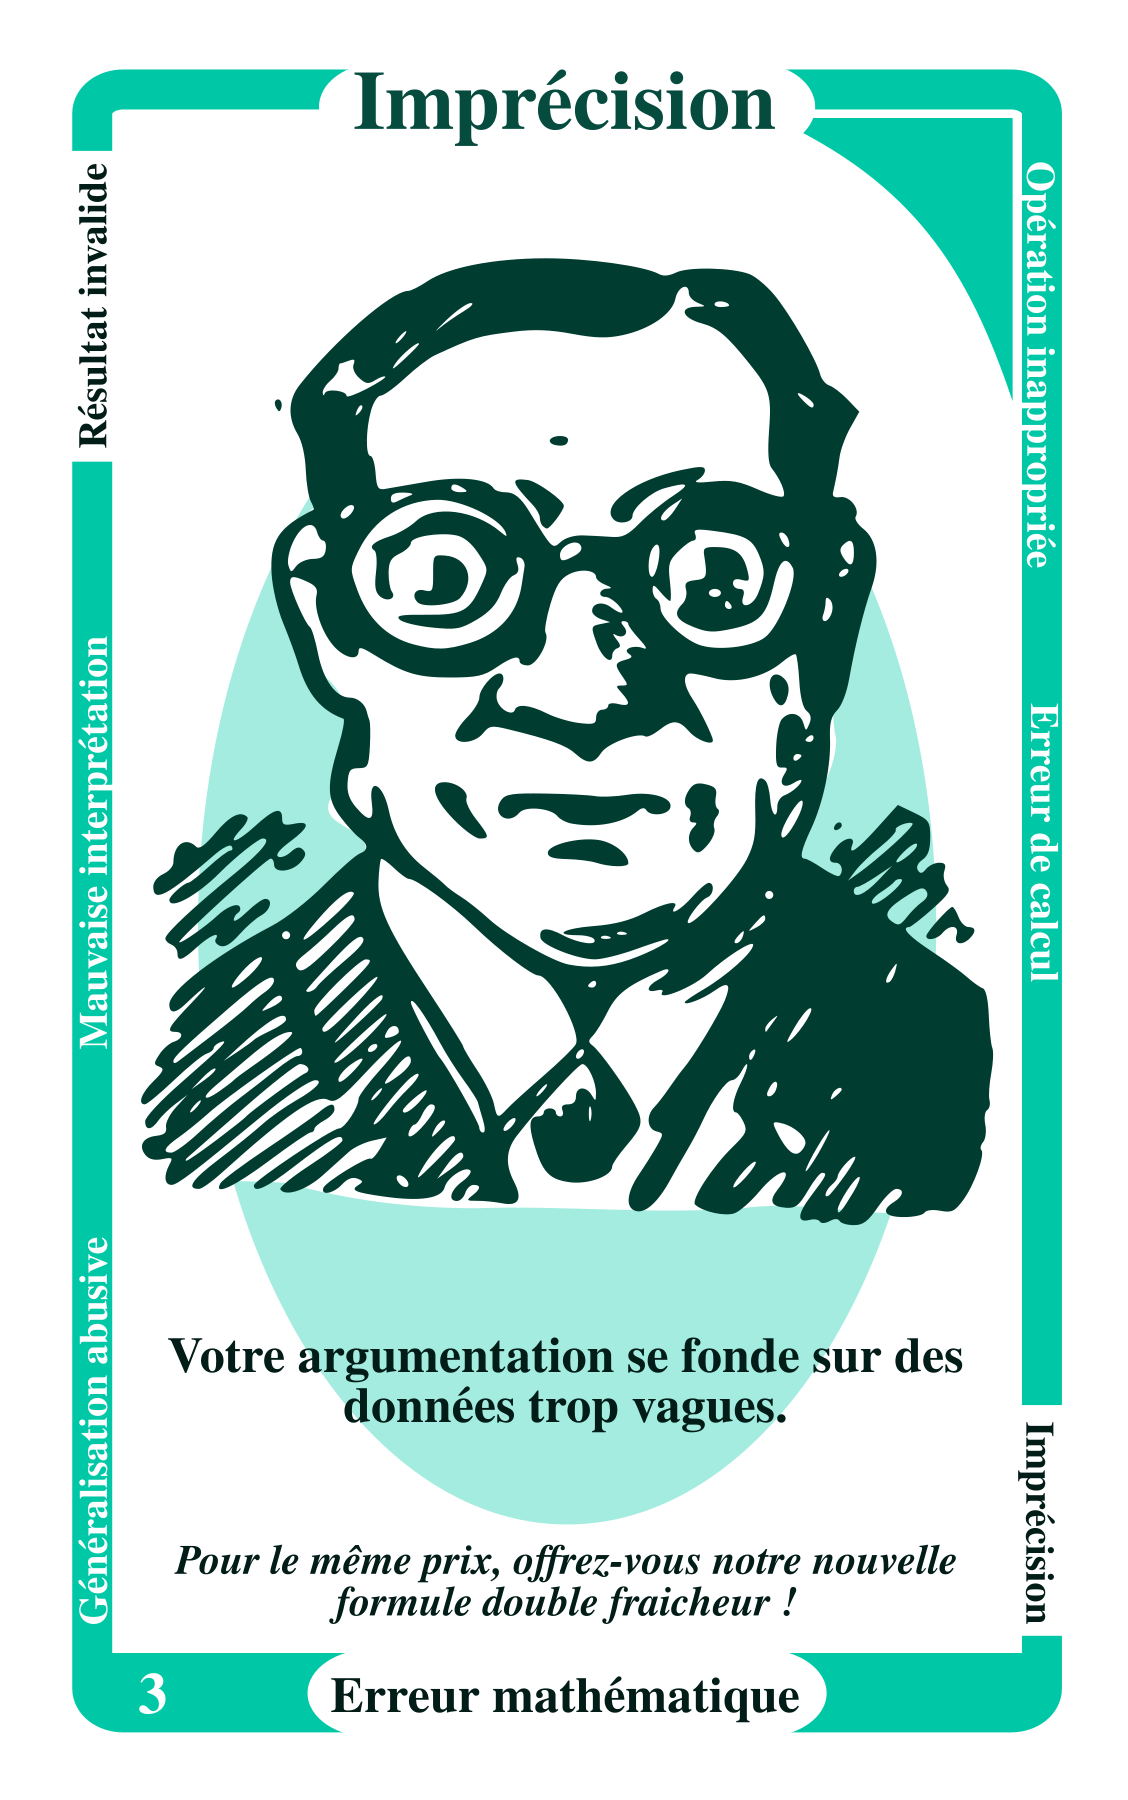 Imprécision
Résultat invalide
Mauvaise interprétation
Généralisation abusive
Opération inappropriée
Erreur de calcul
Imprécision
Votre argumentation se fonde sur des
données trop vagues.
Pour le même prix, offrez-vous notre nouvelle
formule double fraicheur !
3
Erreur mathématique